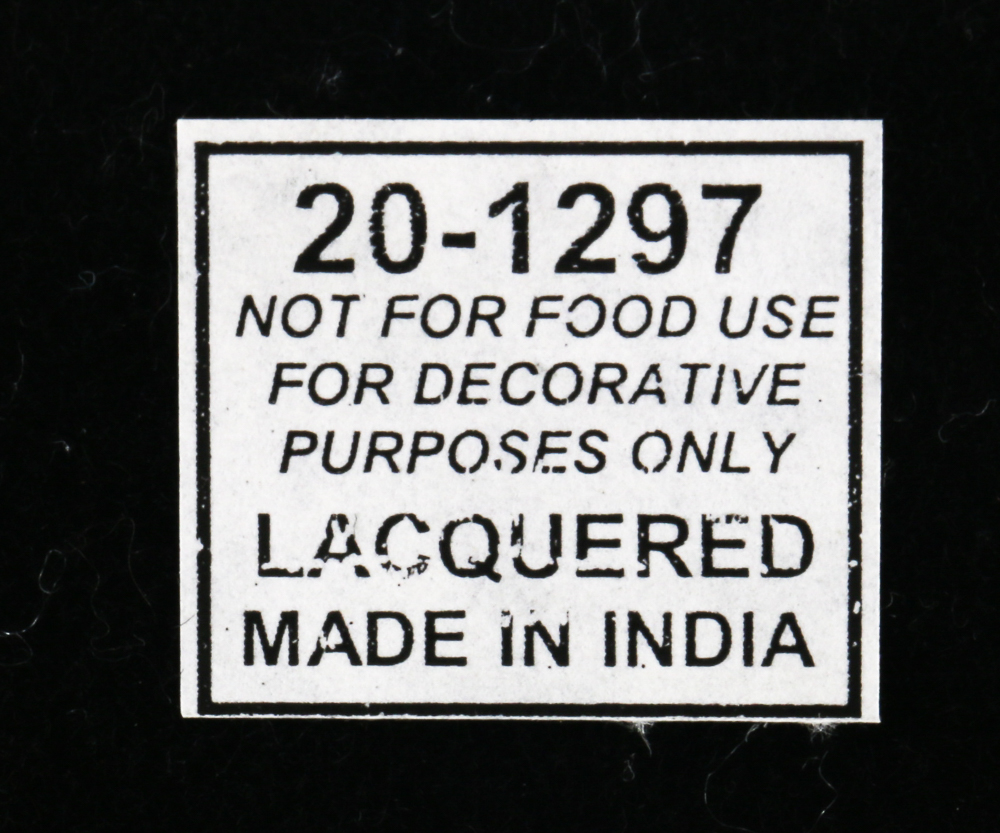 20-1297
NOT FOR FOOD USE
FOR DECORATIVE
PURPOSES ONLY
LACQUERED
MADE IN INDIA